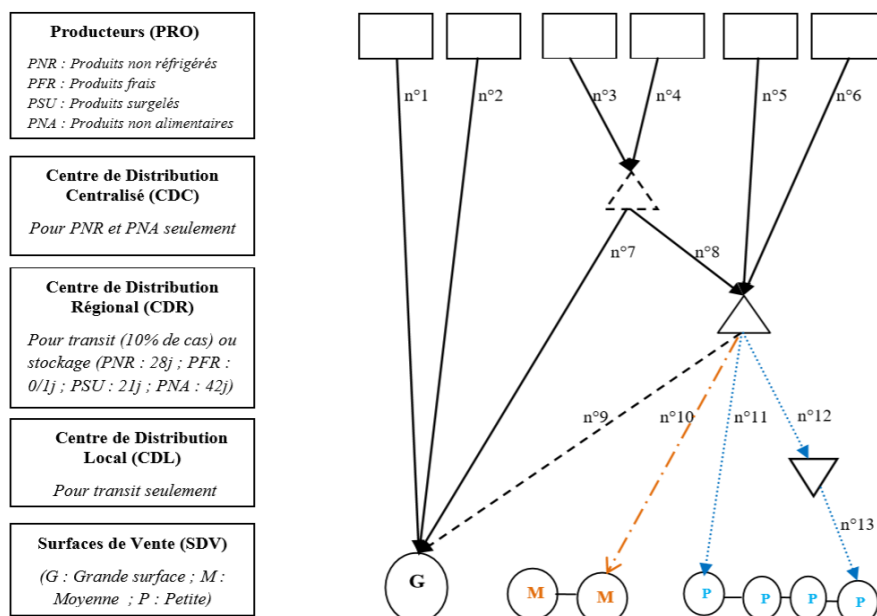 Producteurs (PRO)
PNR : Produits non réfrigérés
PFR : Produits frais
PSU : Produits surgelés
PNA : Produits non alimentaires
Centre de Distribution
Centralisé (CDC)
Pour PNR et PNA seulement
Centre de Distribution
Régional (CDR)
Pour transit (10% de cas) ou
stockage (PNR : 28j ; PFR :
0/1j ; PSU : 21j ; PNA : 42j)
Centre de Distribution
Local (CDL)
Pour transit seulement
Surfaces de Vente (SDV)
(G : Grande surface ; M :
Moyenne ; P : Petite)
n°1
n°2
n°3
n°4
n°5
n°6
n°7
n°8
n°9
n°10
n°11
n°12
n°13
G
M
M
P
P
P
P